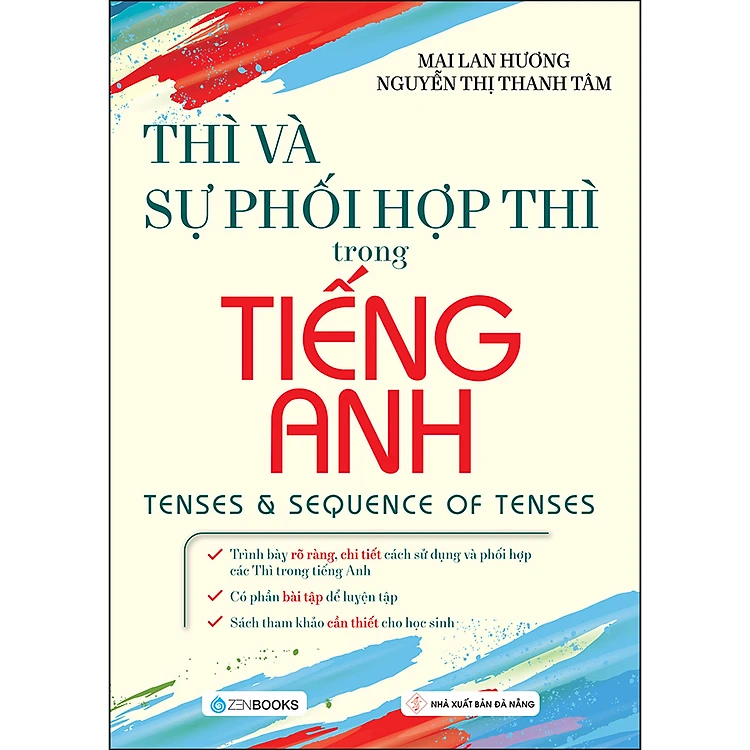 MAI LAN HƯƠNG
NGUYỄN THỊ THANH TÂM
THÌ VÀ
SỰ PHỐI HỢP THÌ
trong
TIẾNG
ANH
TENSES & SEQUENCE OF TENSES
Trình bày rõ ràng, chi tiết cách sử dụng và phối hợp
các Thì trong tiếng Anh
Có phần bài tập để luyện tập
Sách tham khảo cần thiết cho học sinh
ZENBOOKS
NHÀ XUẤT BẢN ĐÀ NẴNG